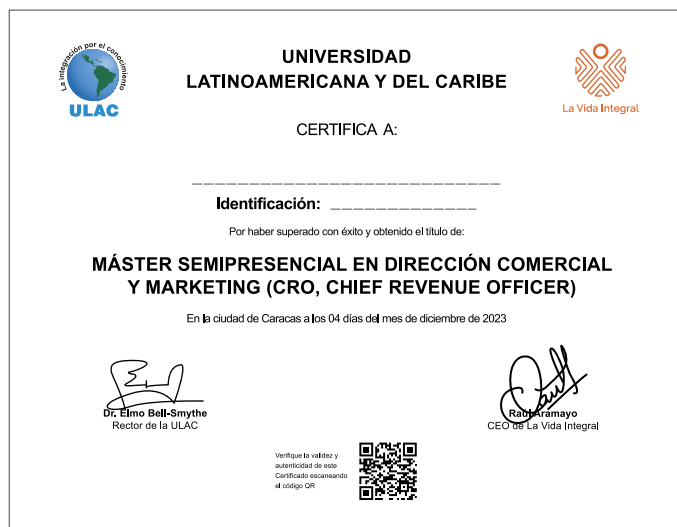 La integración por el conocimiento
ULAC
UNIVERSIDAD
LATINOAMERICANA Y DEL CARIBE
La Vida Integral
CERTIFICA A:
____________________________
Identificación: _____________
Por haber superado con éxito y obtenido el título de:
MÁSTER SEMIPRESENCIAL EN DIRECCIÓN COMERCIAL
Y MARKETING (CRO, CHIEF REVENUE OFFICER)
En la ciudad de Caracas a los 04 días del mes de diciembre de 2023
Dr. Elmo Bell-Smythe
Rector de la ULAC
Raúl Aramayo
CEO de La Vida Integral
Verifique la validez y
autenticidad de este
Certificado escaneando
el código QR